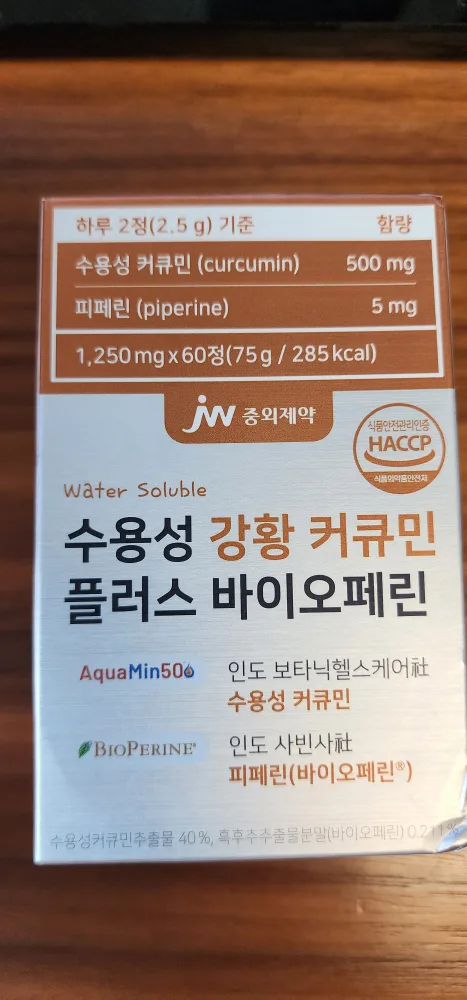 하루 2정(2.5 g) 기준 함량
수용성 커큐민 (curcumin) 500 mg
피페린 (piperine) 5 mg
1,250 mg x 60정(75 g / 285 kcal)
jw 중외제약
식품안전관리인증
HACCP
식품의약품안전처
Water Soluble
수용성 강황 커큐민
플러스 바이오페린
AquaMin50 인도 보타닉헬스케어社
수용성 커큐민
BIOPERINE® 인도 사빈사社
피페린(바이오페린®)
수용성커큐민추출물 40%, 흑후추추출물분말(바이오페린) 0.211%